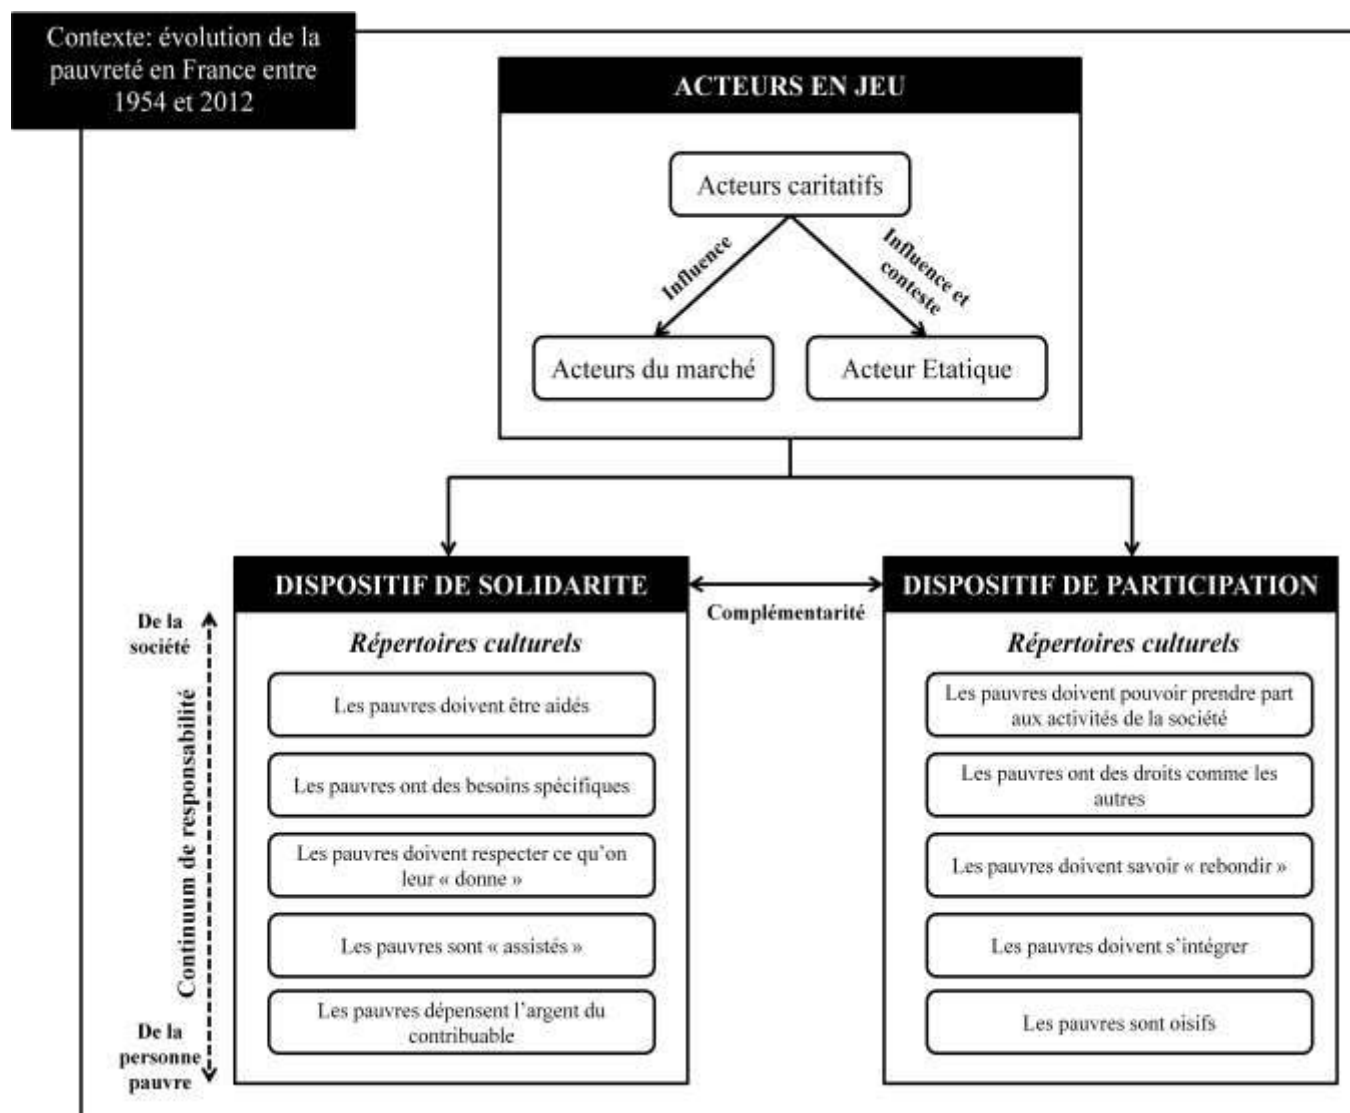 Contexte: évolution de la
pauvreté en France entre
1954 et 2012
ACTEURS EN JEU
Acteurs caritatifs
Influence
Influence et
conteste
Acteurs du marché
Acteur Etatique
DISPOSITIF DE SOLIDARITE
Complémentarité
DISPOSITIF DE PARTICIPATION
De la
société
Continuum de responsabilité
De la
personne
pauvre
Répertoires culturels
Les pauvres doivent être aidés
Les pauvres ont des besoins spécifiques
Les pauvres doivent respecter ce qu’on
leur « donne »
Les pauvres sont « assistés »
Les pauvres dépensent l’argent du
contribuable
Répertoires culturels
Les pauvres doivent pouvoir prendre part
aux activités de la société
Les pauvres ont des droits comme les
autres
Les pauvres doivent savoir « rebondir »
Les pauvres doivent s’intégrer
Les pauvres sont oisifs